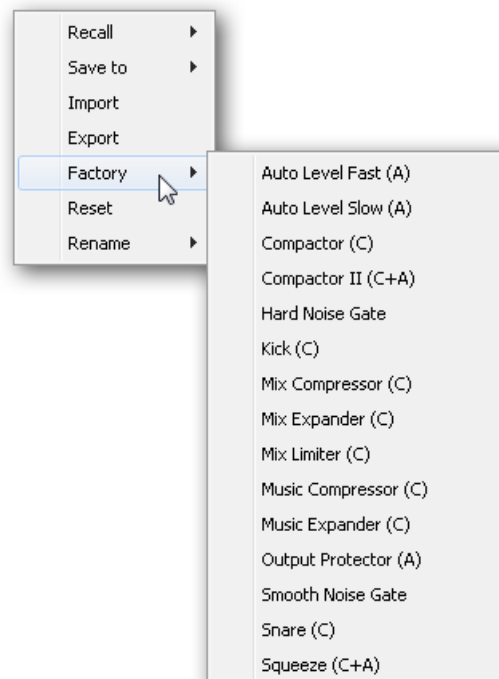 Recall
Save to
Import
Export
Factory
Reset
Rename
Auto Level Fast (A)
Auto Level Slow (A)
Compactor (C)
Compactor II (C+A)
Hard Noise Gate
Kick (C)
Mix Compressor (C)
Mix Expander (C)
Mix Limiter (C)
Music Compressor (C)
Music Expander (C)
Output Protector (A)
Smooth Noise Gate
Snare (C)
Squeeze (C+A)